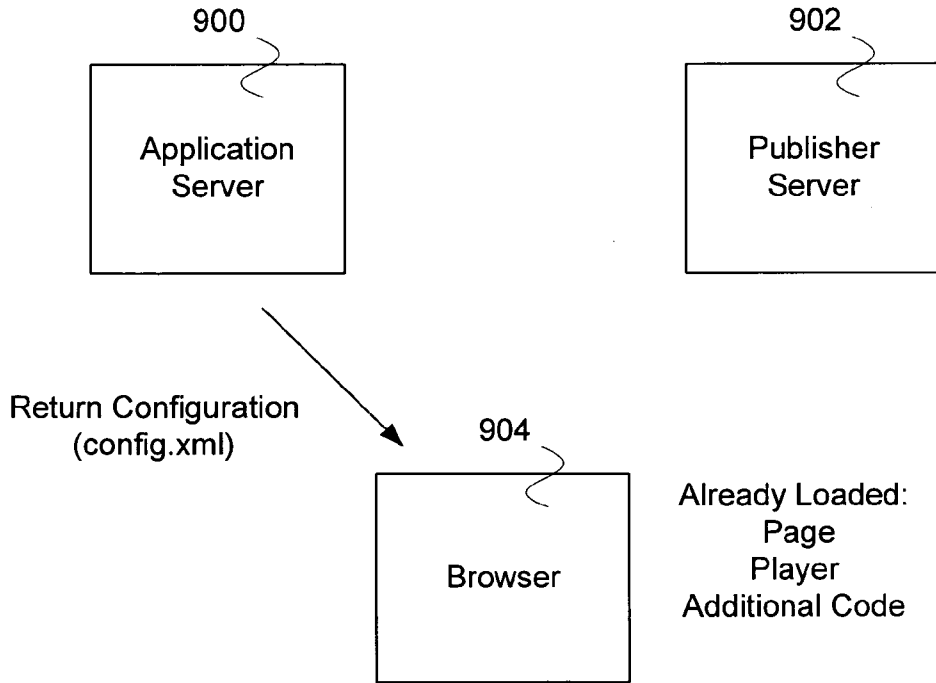 900
902
Application
Server
Publisher
Server
Return Configuration
(config.xml)
904
Browser
Already Loaded:
Page
Player
Additional Code